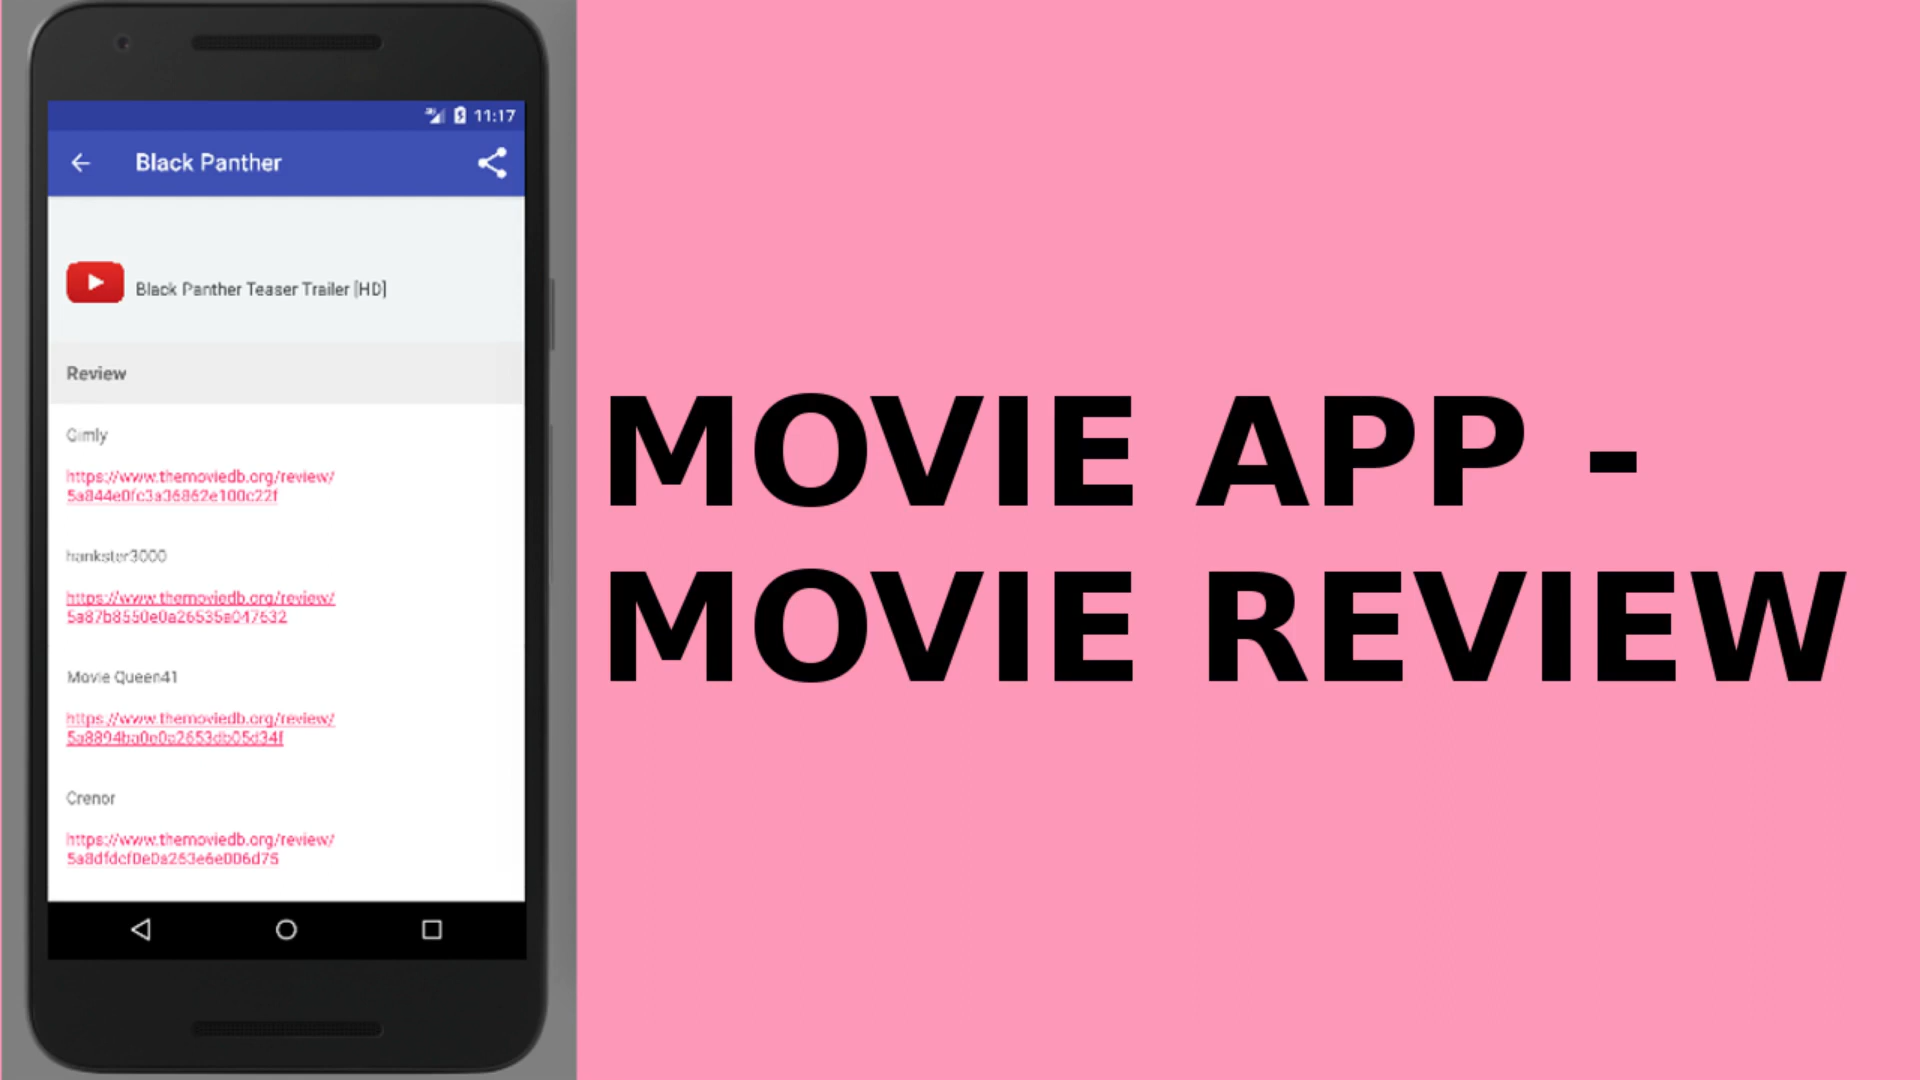 11:17
Black Panther
Black Panther Teaser Trailer [HD]
Review
Gimly
https://www.themoviedb.org/review/
5a844e0fc3a36862e100c22f
hankster3000
https://www.themoviedb.org/review/
5a87b8550e0a26535a047632
Movie Queen41
https://www.themoviedb.org/review/
5a8894ba0e0a2653db05d34f
Crenor
https://www.themoviedb.org/review/
5a8dfdcf0e0a263e6e006d75
MOVIE APP -
MOVIE REVIEW